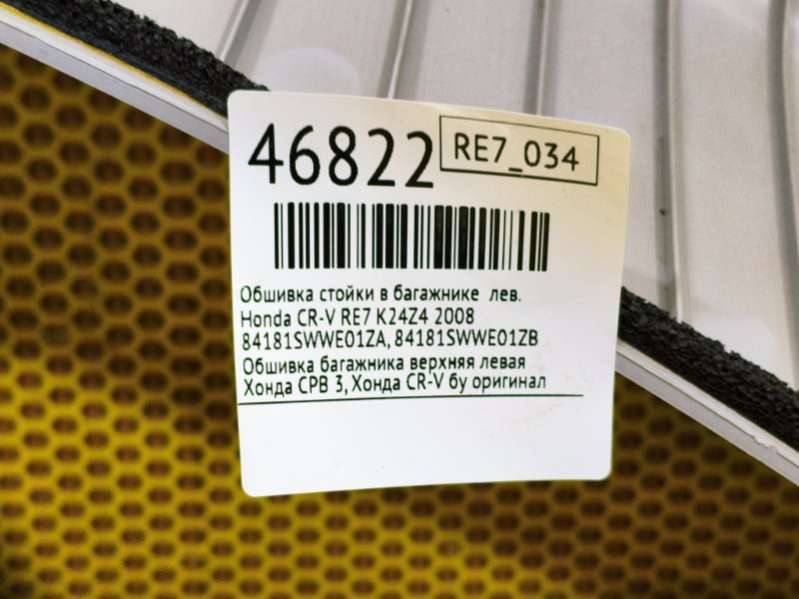 46822 RE7_034
Обшивка стойки в багажнике лев.
Honda CR-V RE7 K24Z4 2008
84181SWWE01ZA, 84181SWWE01ZB
Обшивка багажника верхняя левая
Хонда СРВ 3, Хонда CR-V бу оригинал